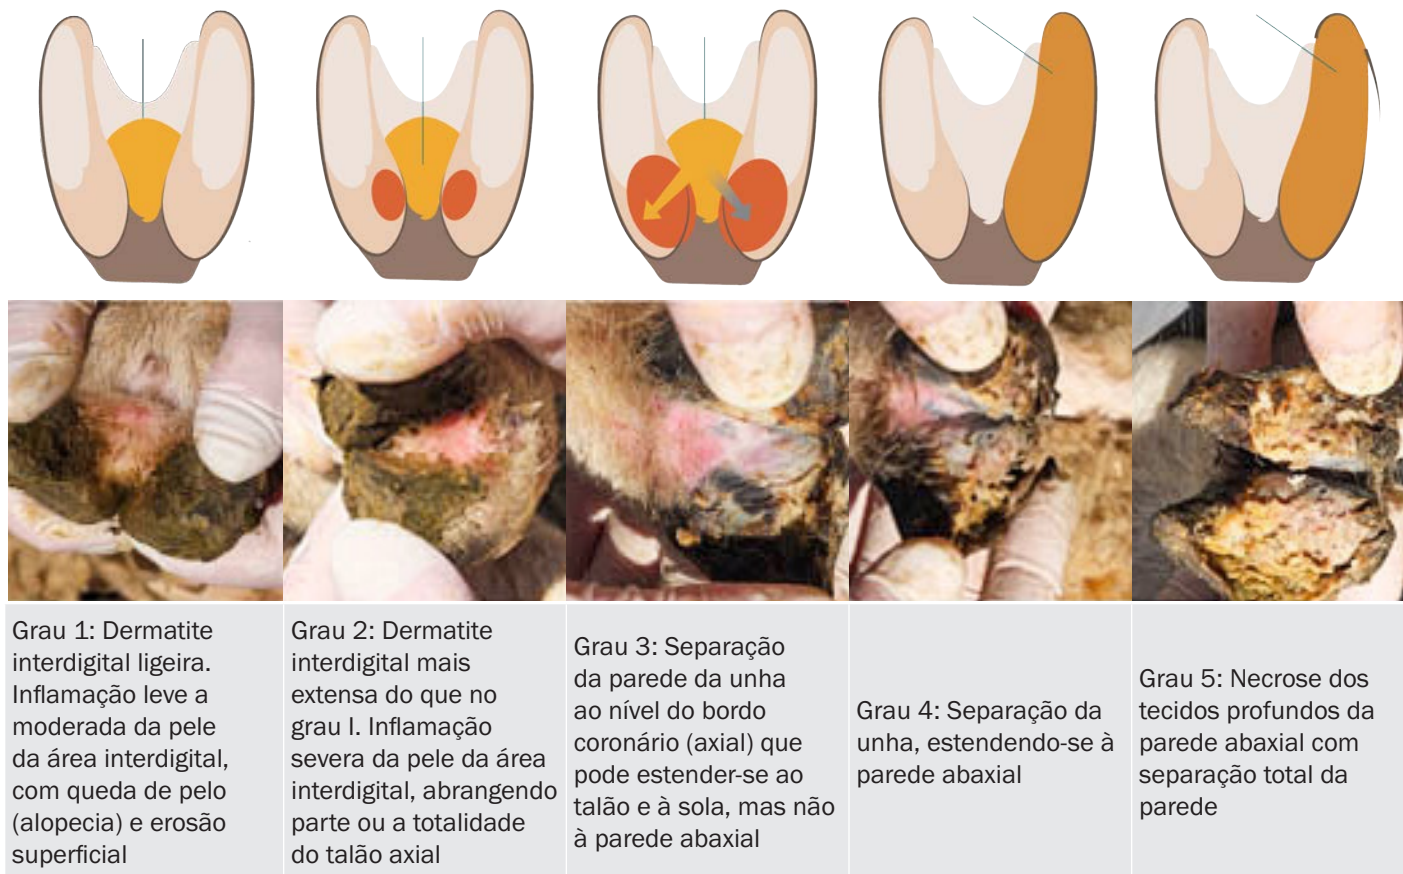 Grau 1: Dermatite
interdigital ligeira.
Inflamação leve a
moderada da pele
da área interdigital,
com queda de pelo
(alopecia) e erosão
superficial
Grau 2: Dermatite
interdigital mais
extensa do que no
grau I. Inflamação
severa da pele da área
interdigital, abrangendo
parte ou a totalidade
do talão axial
Grau 3: Separação
da parede da unha
ao nível do bordo
coronário (axial) que
pode estender-se ao
talão e à sola, mas não
à parede abaxial
Grau 4: Separação da
unha, estendendo-se à
parede abaxial
Grau 5: Necrose dos
tecidos profundos da
parede abaxial com
separação total da
parede